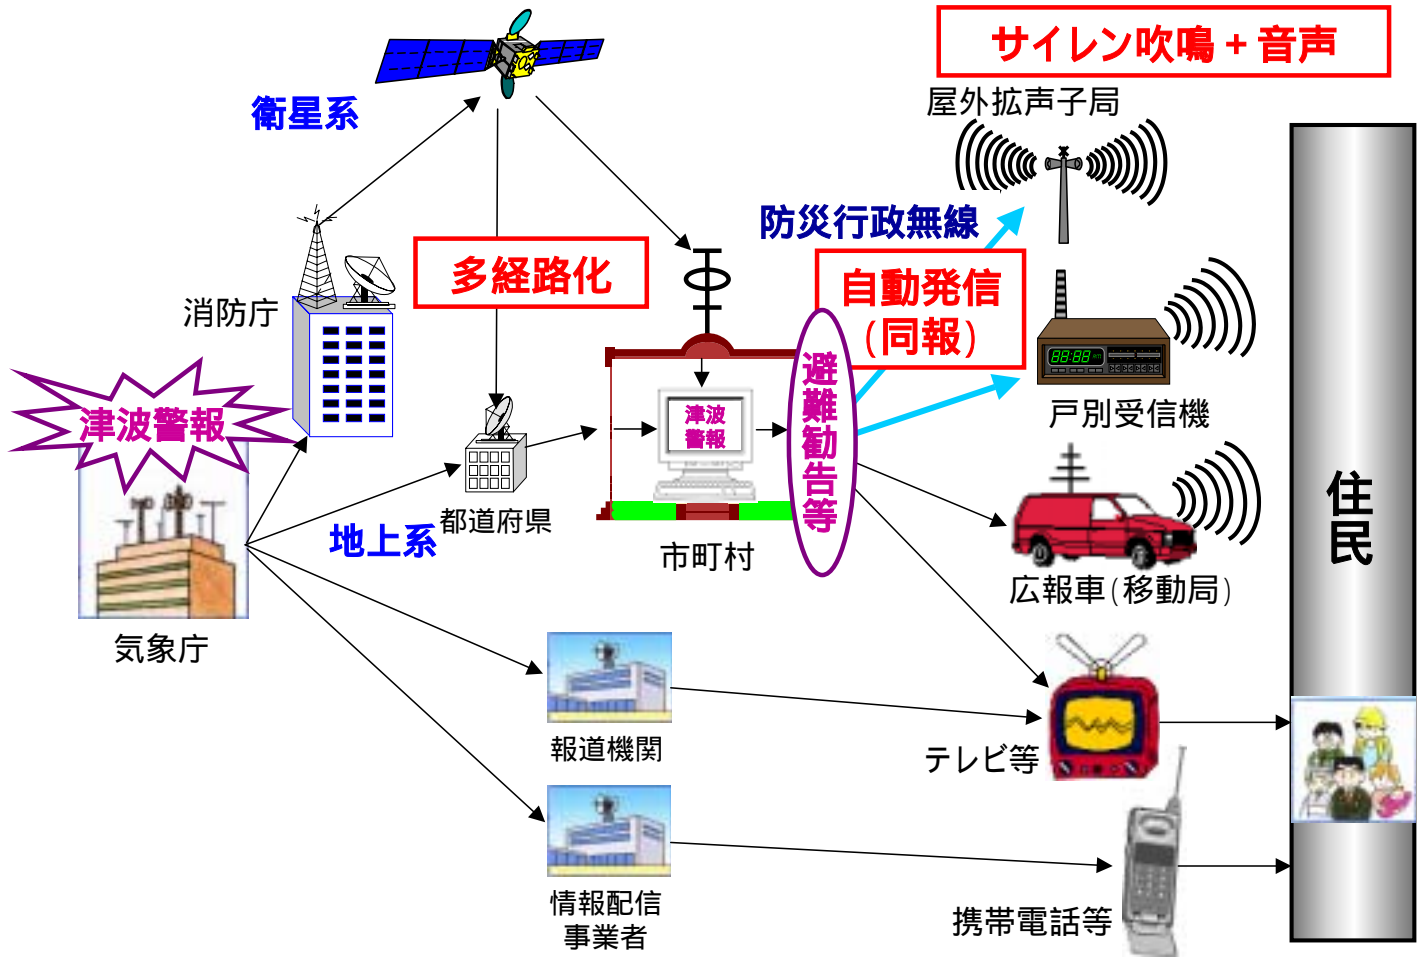 サイレン吹鳴+音声
屋外拡声子局
衛星系
防災行政無線
多経路化
自動発信
(同報)
消防庁
津波警報
津波
警報
避難勧告等
88:88
戸別受信機
都道府県
地上系
市町村
住民
広報車(移動局)
気象庁
報道機関
テレビ等
情報配信
事業者
携帯電話等